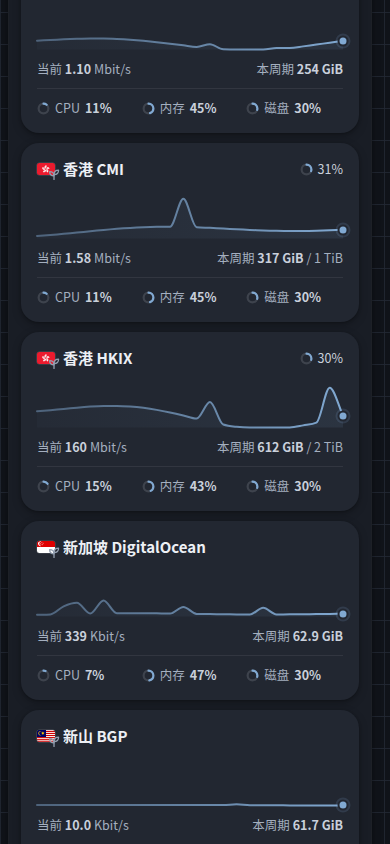 当前 1.10 Mbit/s 本周期 254 GiB
CPU 11% 内存 45% 磁盘 30%
香港 CMI 31%
当前 1.58 Mbit/s 本周期 317 GiB / 1 TiB
CPU 11% 内存 45% 磁盘 30%
香港 HKIX 30%
当前 160 Mbit/s 本周期 612 GiB / 2 TiB
CPU 15% 内存 43% 磁盘 30%
新加坡 DigitalOcean
当前 339 Kbit/s 本周期 62.9 GiB
CPU 7% 内存 47% 磁盘 30%
新山 BGP
当前 10.0 Kbit/s 本周期 61.7 GiB